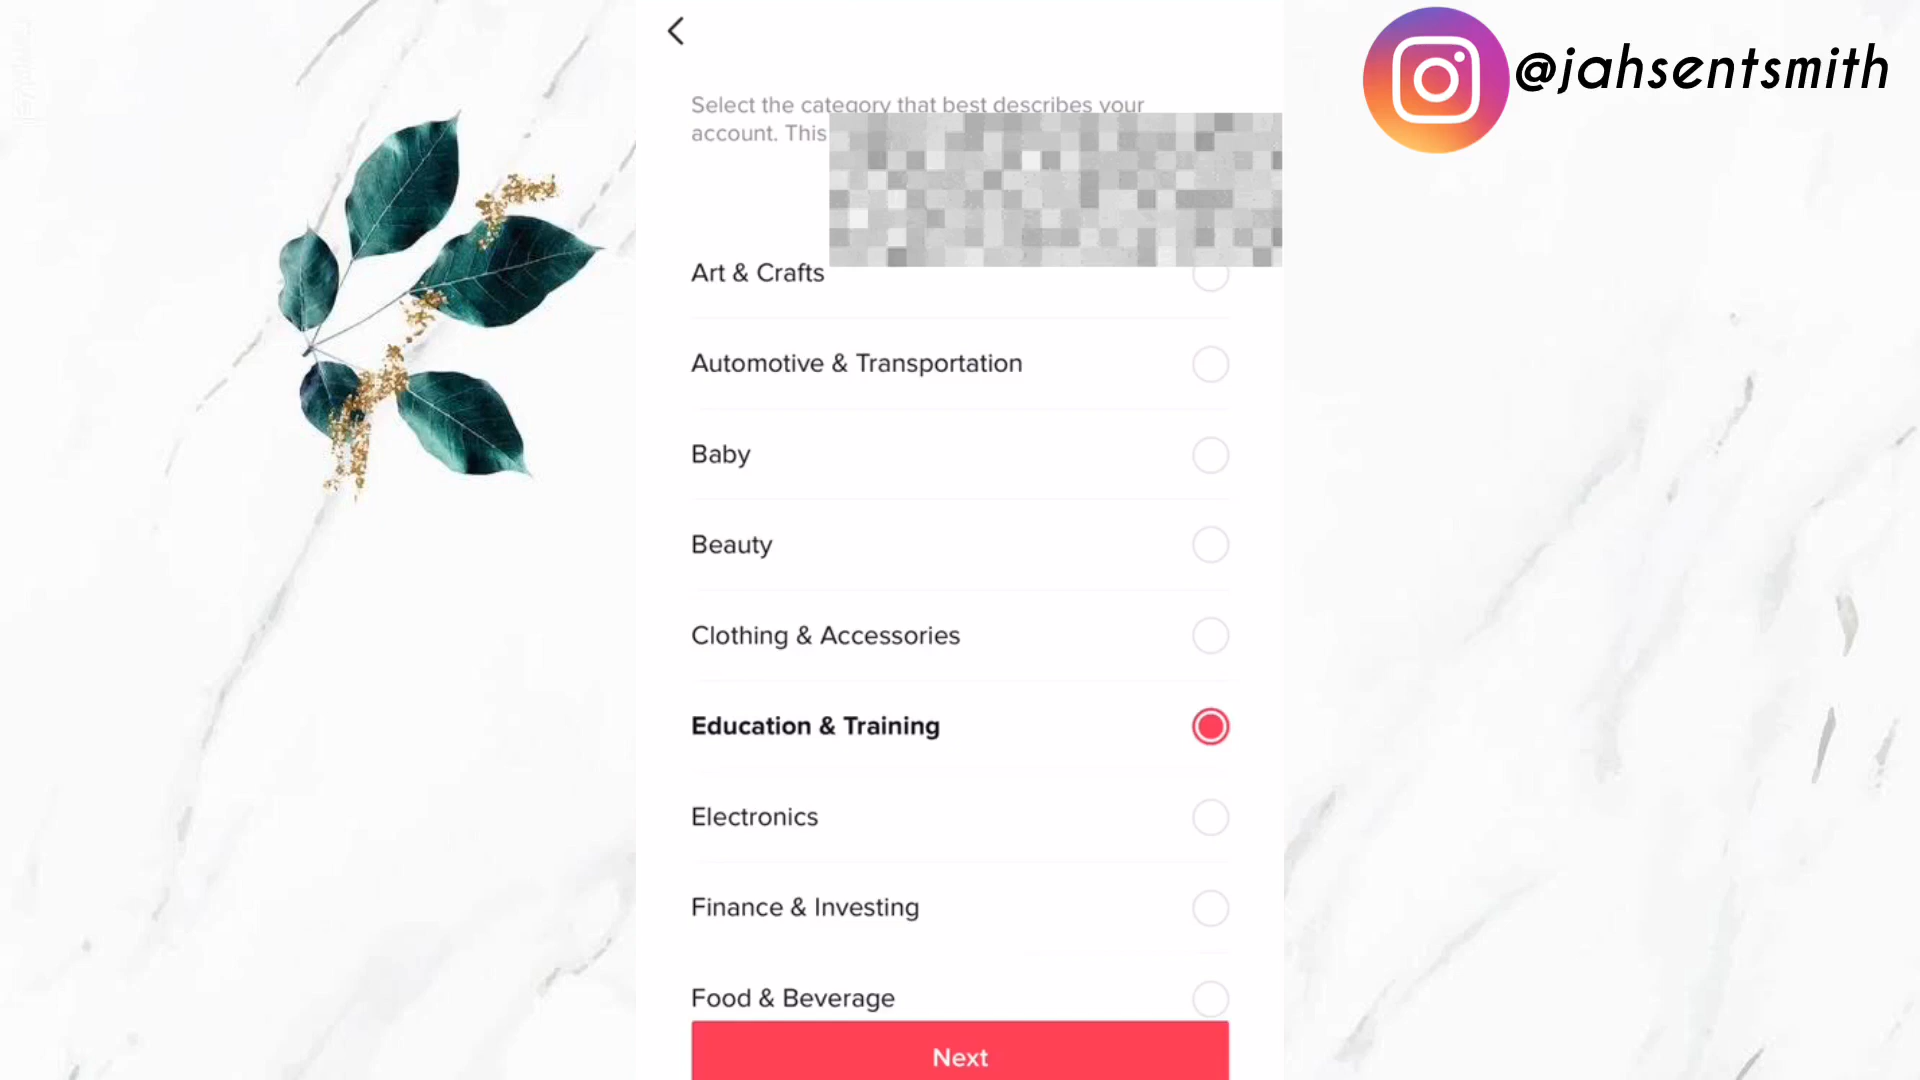 @jahsentsmith
Select the category that best describes your
account. This
Art & Crafts
Automotive & Transportation
Baby
Beauty
Clothing & Accessories
Education & Training
Electronics
Finance & Investing
Food & Beverage
Next